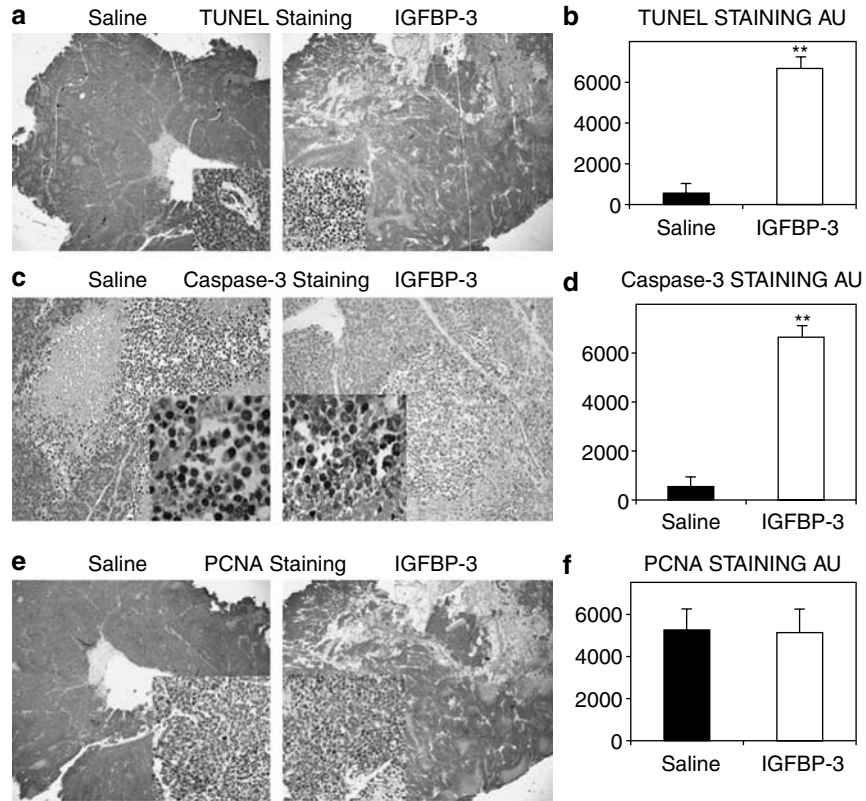 a Saline TUNEL Staining IGFBP-3
b TUNEL STAINING AU
**
6000
4000
2000
0
Saline IGFBP-3
c Saline Caspase-3 Staining IGFBP-3
d Caspase-3 STAINING AU
**
6000
4000
2000
0
Saline IGFBP-3
e Saline PCNA Staining IGFBP-3
f PCNA STAINING AU
6000
4000
2000
0
Saline IGFBP-3